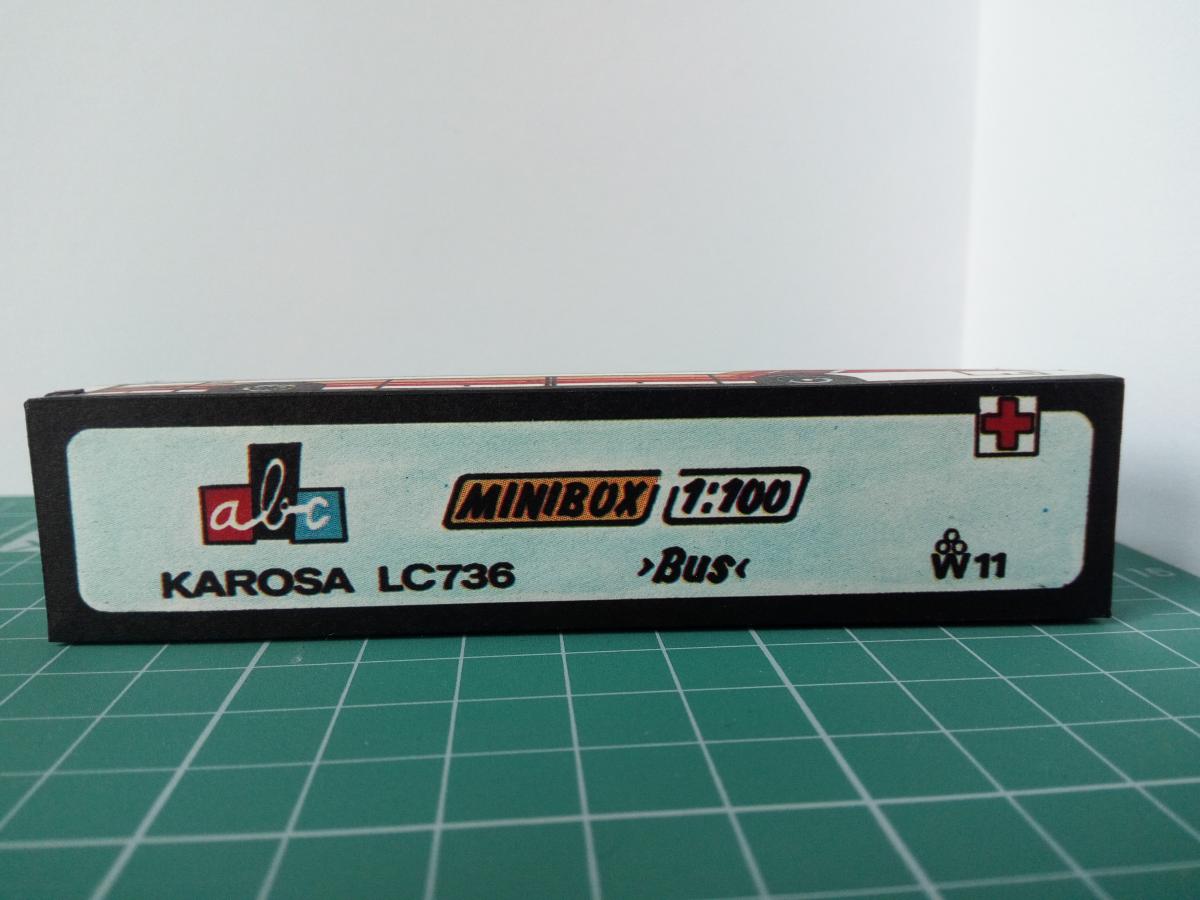 abc
MINIBOX 1:100
KAROSA LC736
›Bus‹
W11